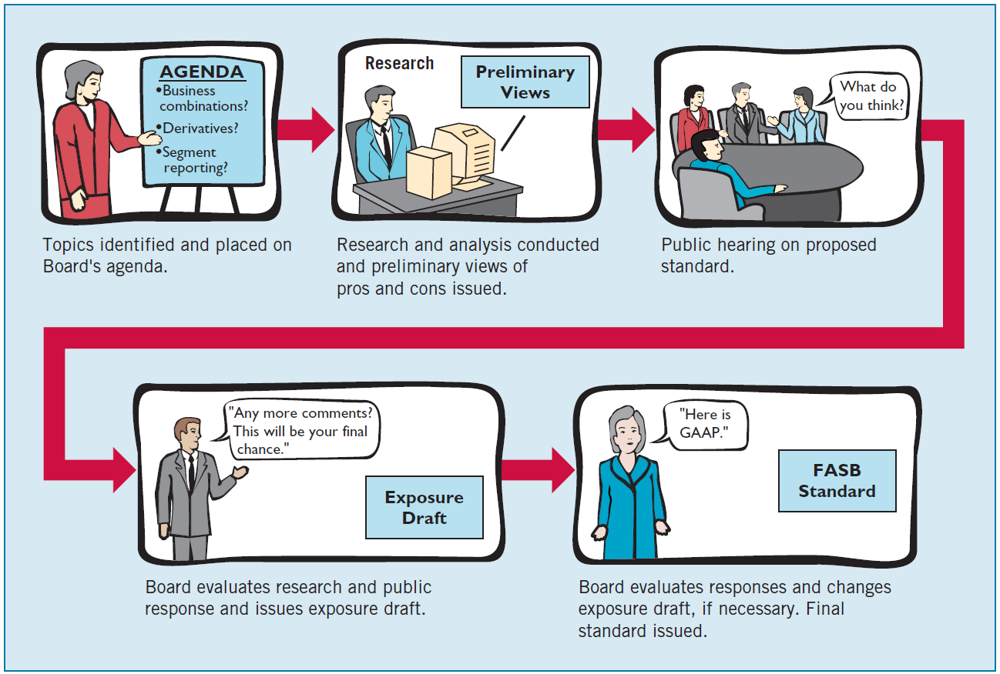 AGENDA
•Business
combinations?
•Derivatives?
•Segment
reporting?
Topics identified and placed on
Board's agenda.
Research
Preliminary
Views
Research and analysis conducted
and preliminary views of
pros and cons issued.
What do
you think?
Public hearing on proposed
standard.
"Any more comments?
This will be your final
chance."
Exposure
Draft
Board evaluates research and public
response and issues exposure draft.
"Here is
GAAP."
FASB
Standard
Board evaluates responses and changes
exposure draft, if necessary. Final
standard issued.